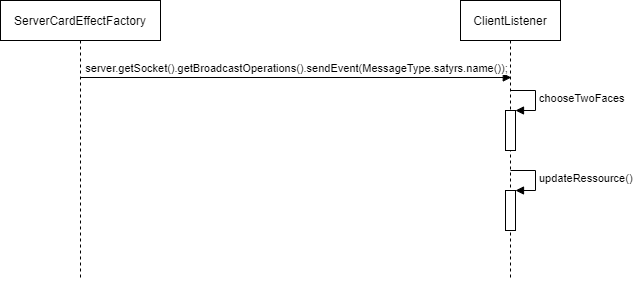 ServerCardEffectFactory
ClientListener
server.getSocket().getBroadcastOperations().sendEvent(MessageType.satyrs.name());
chooseTwoFaces
updateRessource()